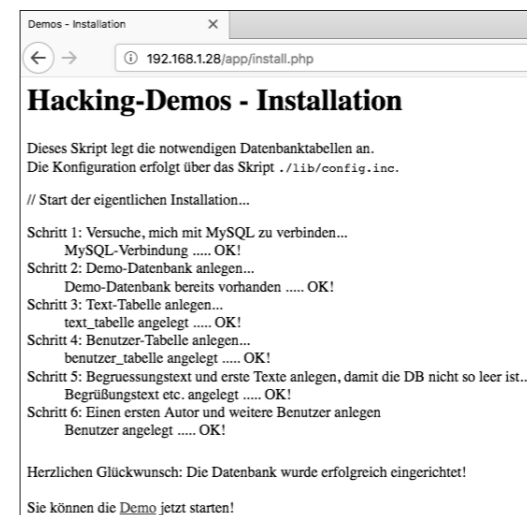 Demos - Installation
192.168.1.28/app/install.php
Hacking-Demos - Installation
Dieses Skript legt die notwendigen Datenbanktabellen an.
Die Konfiguration erfolgt über das Skript ./lib/config.inc.
// Start der eigentlichen Installation...
Schritt 1: Versuche, mich mit MySQL zu verbinden...
MySQL-Verbindung ..... OK!
Schritt 2: Demo-Datenbank anlegen...
Demo-Datenbank bereits vorhanden ..... OK!
Schritt 3: Text-Tabelle anlegen...
text_tabelle angelegt ..... OK!
Schritt 4: Benutzer-Tabelle anlegen...
benutzer_tabelle angelegt ..... OK!
Schritt 5: Begruessungstext und erste Texte anlegen, damit die DB nicht so leer ist..
Begrüßungstext etc. angelegt ..... OK!
Schritt 6: Einen ersten Autor und weitere Benutzer anlegen
Benutzer angelegt ..... OK!
Herzlichen Glückwunsch: Die Datenbank wurde erfolgreich eingerichtet!
Sie können die Demo jetzt starten!